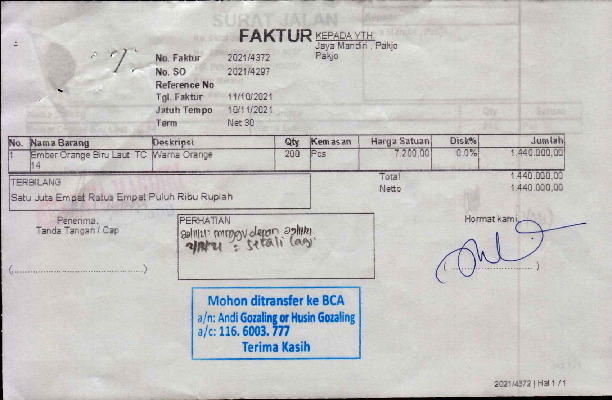 FAKTUR
KEPADA YTH:
Jaya Mandiri , Pakjo
Pakjo
No. Faktur 2021/4372
No. SO 2021/4297
Reference No
Tgl. Faktur 11/10/2021
Jatuh Tempo 10/11/2021
Term Net 30
No. Nama Barang Deskripsi Qty Kemasan Harga Satuan Disk% Jumlah
1 Ember Orange Biru Laut TC 14 Warna Orange 200 Pcs 7.200,00 0.0% 1.440.000,00
Total 1.440.000,00
Netto 1.440.000,00
TERBILANG
Satu Juta Empat Ratus Empat Puluh Ribu Rupiah
Penerima,
Tanda Tangan / Cap
PERHATIAN
Hormat kami
Mohon ditransfer ke BCA
a/n: Andi Gozaling or Husin Gozaling
a/c: 116. 6003. 777
Terima Kasih
2021/4372 | Hal 1 / 1